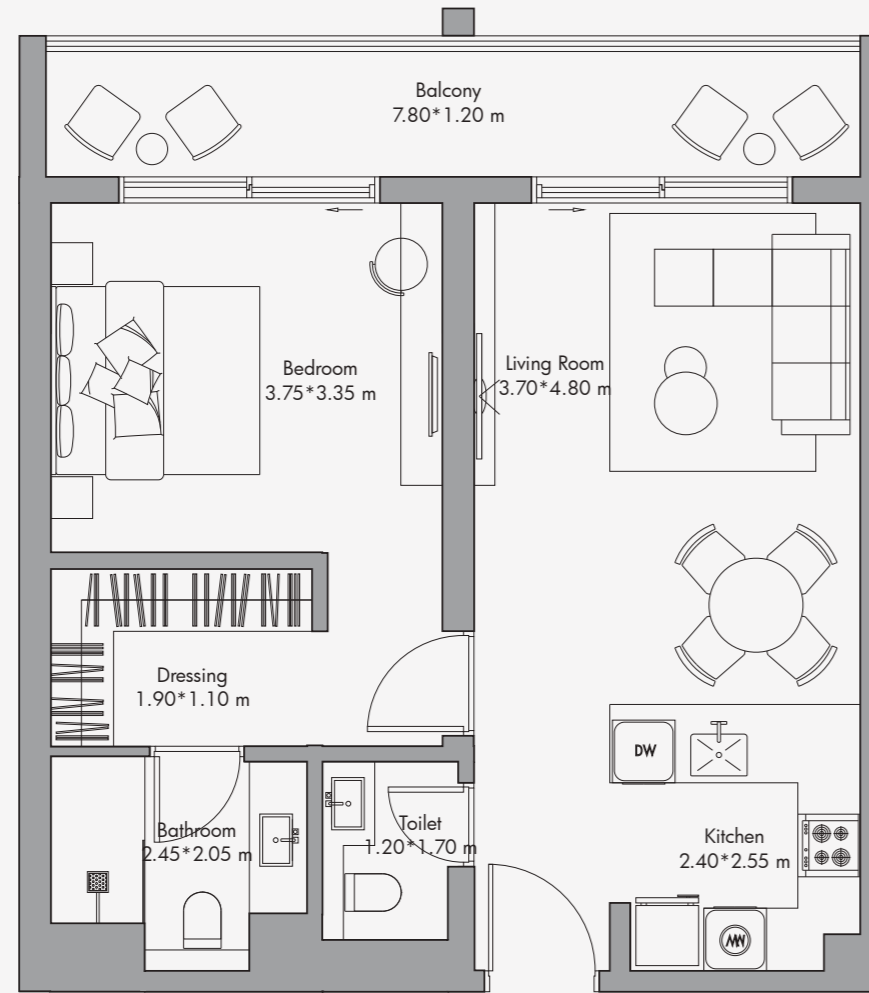 Balcony
7.80*1.20 m
Bedroom
3.75*3.35 m
Living Room
3.70*4.80 m
Dressing
1.90*1.10 m
DW
Bathroom
2.45*2.05 m
Toilet
1.20*1.70 m
Kitchen
2.40*2.55 m
MW